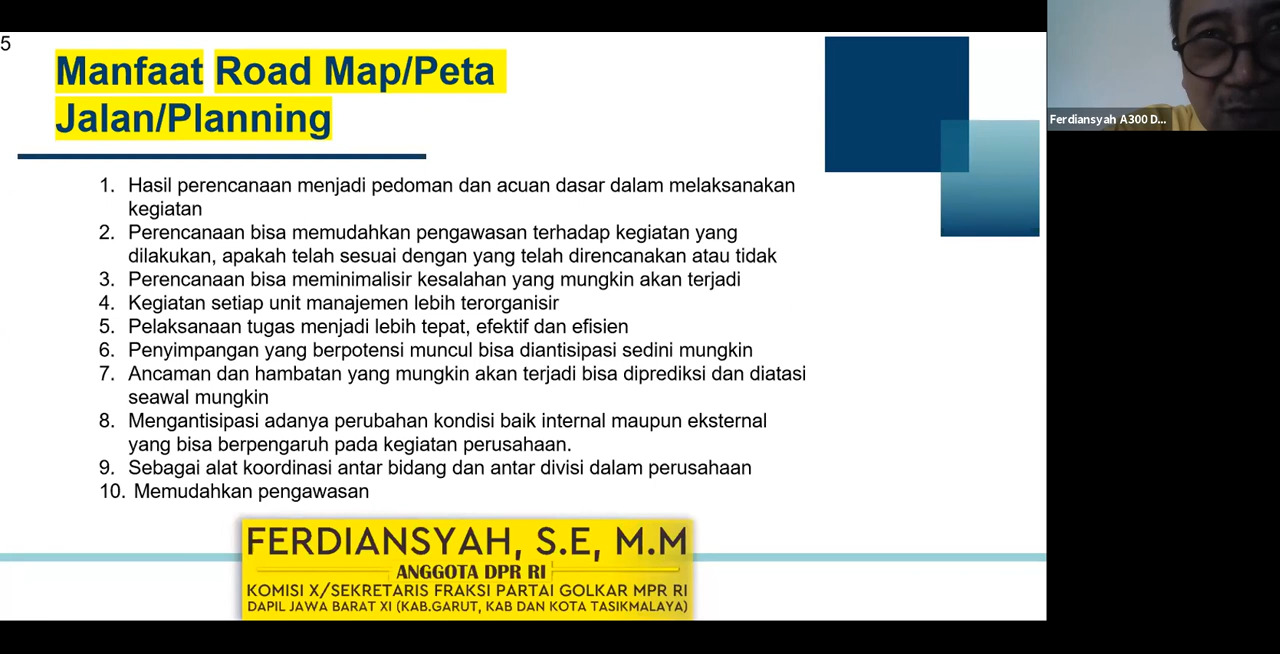 5
Manfaat Road Map/Peta
Jalan/Planning
1. Hasil perencanaan menjadi pedoman dan acuan dasar dalam melaksanakan
kegiatan
2. Perencanaan bisa memudahkan pengawasan terhadap kegiatan yang
dilakukan, apakah telah sesuai dengan yang telah direncanakan atau tidak
3. Perencanaan bisa meminimalisir kesalahan yang mungkin akan terjadi
4. Kegiatan setiap unit manajemen lebih terorganisir
5. Pelaksanaan tugas menjadi lebih tepat, efektif dan efisien
6. Penyimpangan yang berpotensi muncul bisa diantisipasi sedini mungkin
7. Ancaman dan hambatan yang mungkin akan terjadi bisa diprediksi dan diatasi
seawal mungkin
8. Mengantisipasi adanya perubahan kondisi baik internal maupun eksternal
yang bisa berpengaruh pada kegiatan perusahaan.
9. Sebagai alat koordinasi antar bidang dan antar divisi dalam perusahaan
10. Memudahkan pengawasan
FERDIANSYAH, S.E, M.M
ANGGOTA DPR RI
KOMISI X/SEKRETARIS FRAKSI PARTAI GOLKAR MPR RI
DAPIL JAWA BARAT XI (KAB.GARUT, KAB DAN KOTA TASIKMALAYA)
Ferdiansyah A300 D...